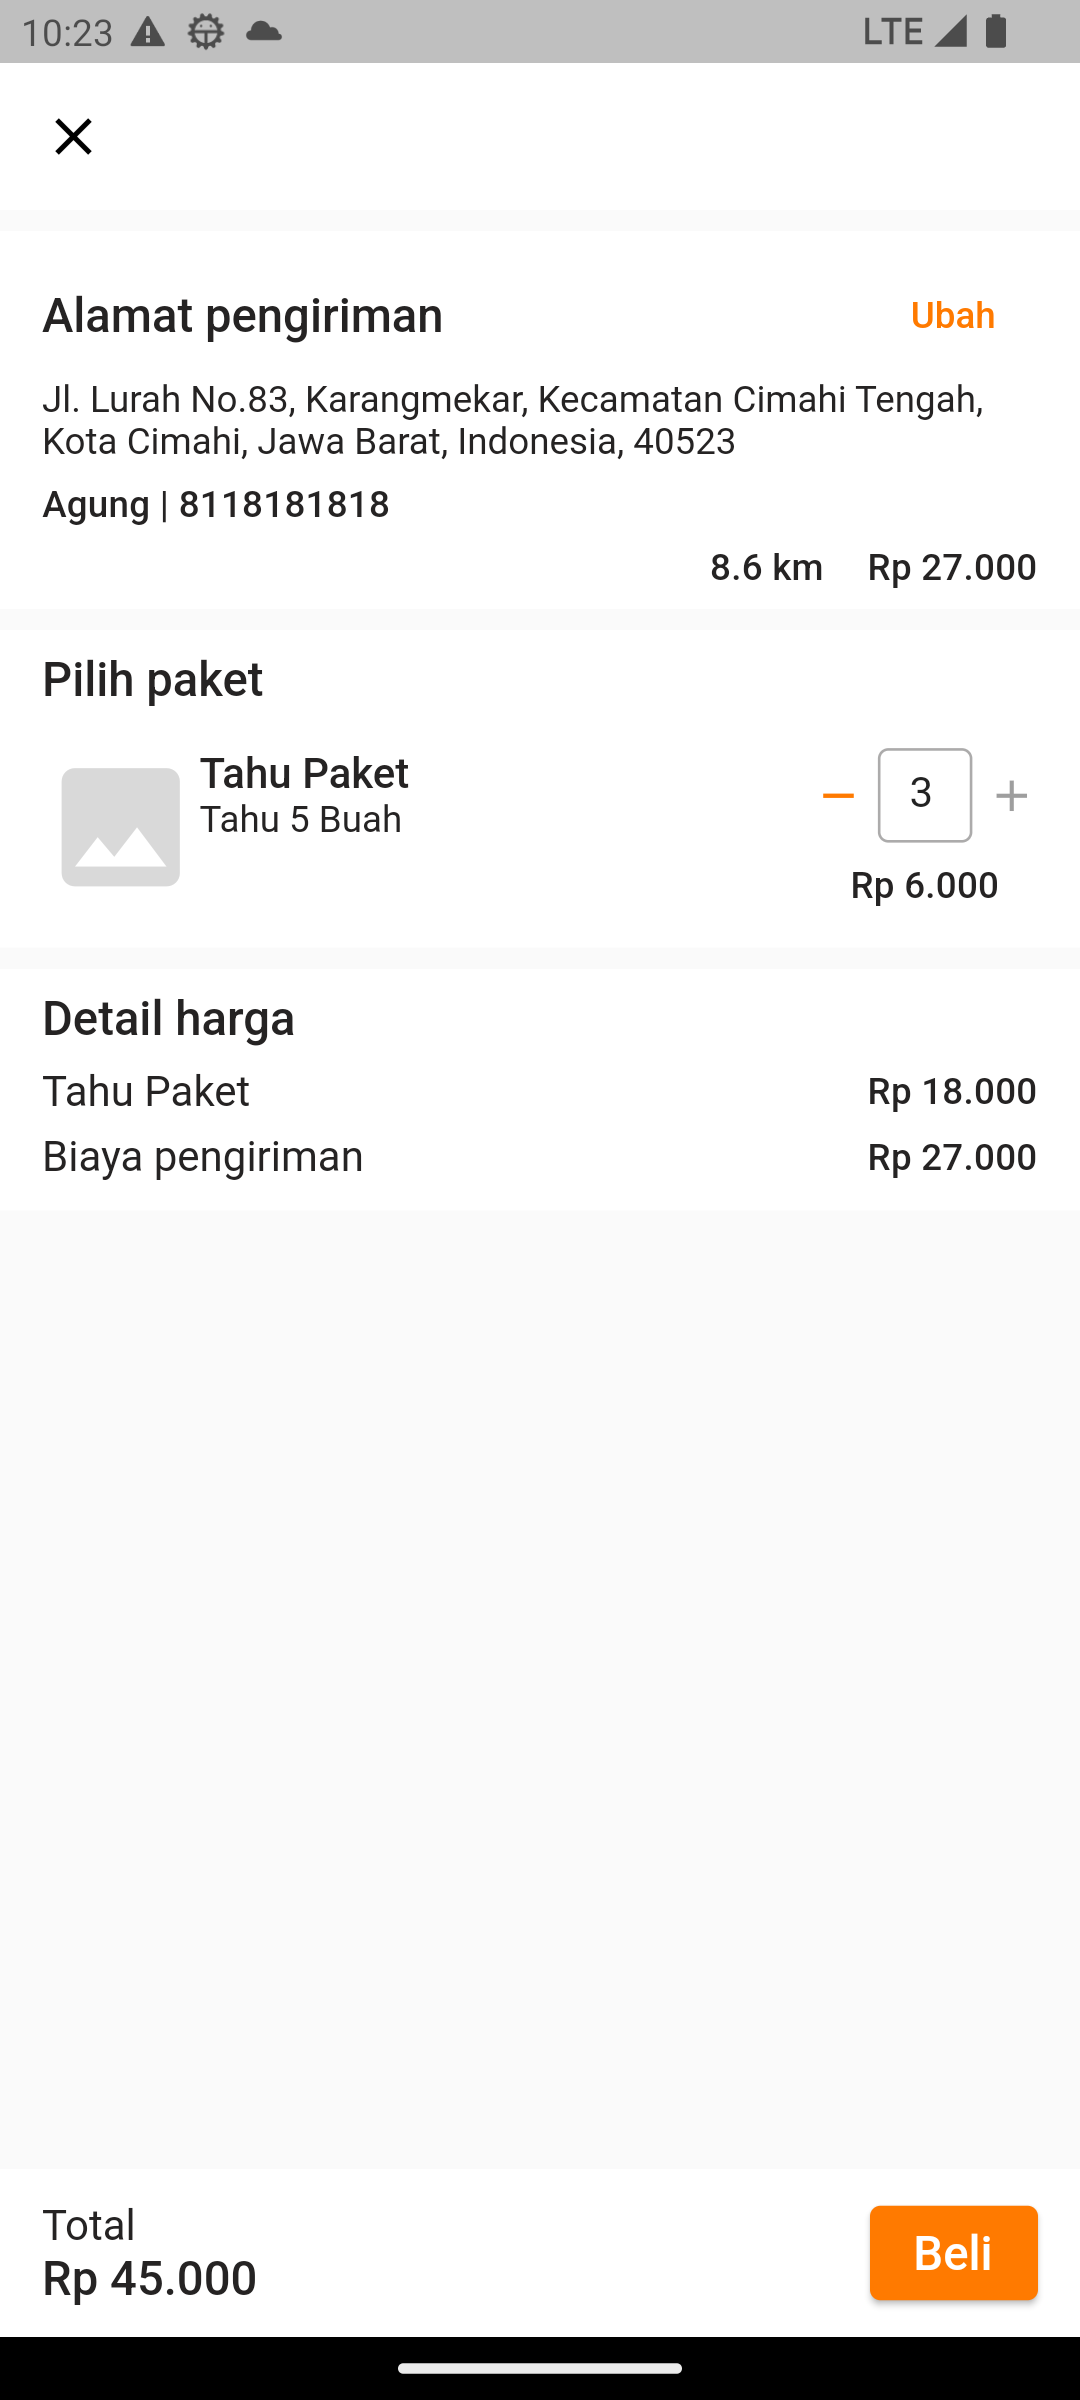 10:23
LTE
Alamat pengiriman
Ubah
Jl. Lurah No.83, Karangmekar, Kecamatan Cimahi Tengah,
Kota Cimahi, Jawa Barat, Indonesia, 40523
Agung | 8118181818
8.6 km Rp 27.000
Pilih paket
Tahu Paket
Tahu 5 Buah
3
Rp 6.000
Detail harga
Tahu Paket Rp 18.000
Biaya pengiriman Rp 27.000
Total
Rp 45.000
Beli